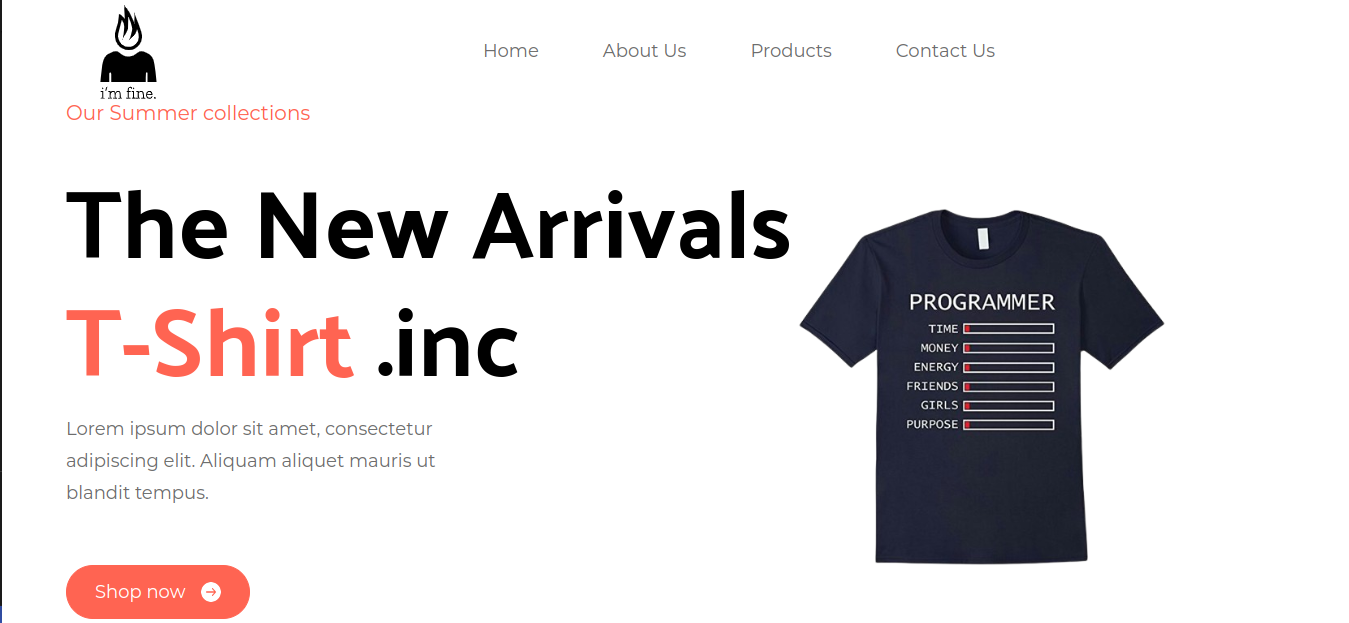 i'm fine.
Home
About Us
Products
Contact Us
Our Summer collections
The New Arrivals
T-Shirt .inc
Lorem ipsum dolor sit amet, consectetur
adipiscing elit. Aliquam aliquet mauris ut
blandit tempus.
Shop now
PROGRAMMER
TIME
MONEY
ENERGY
FRIENDS
GIRLS
PURPOSE